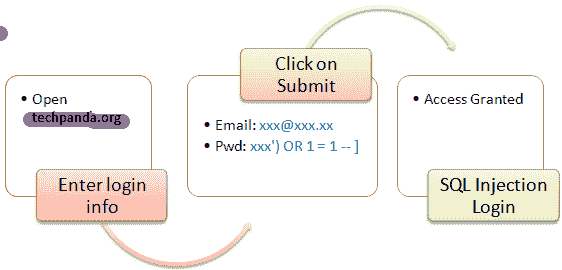 • Open
techpanda.org
Enter login
info
Click on
Submit
• Email: xxx@xxx.xx
• Pwd: xxx') OR 1 = 1 -- ]
• Access Granted
SQL Injection
Login